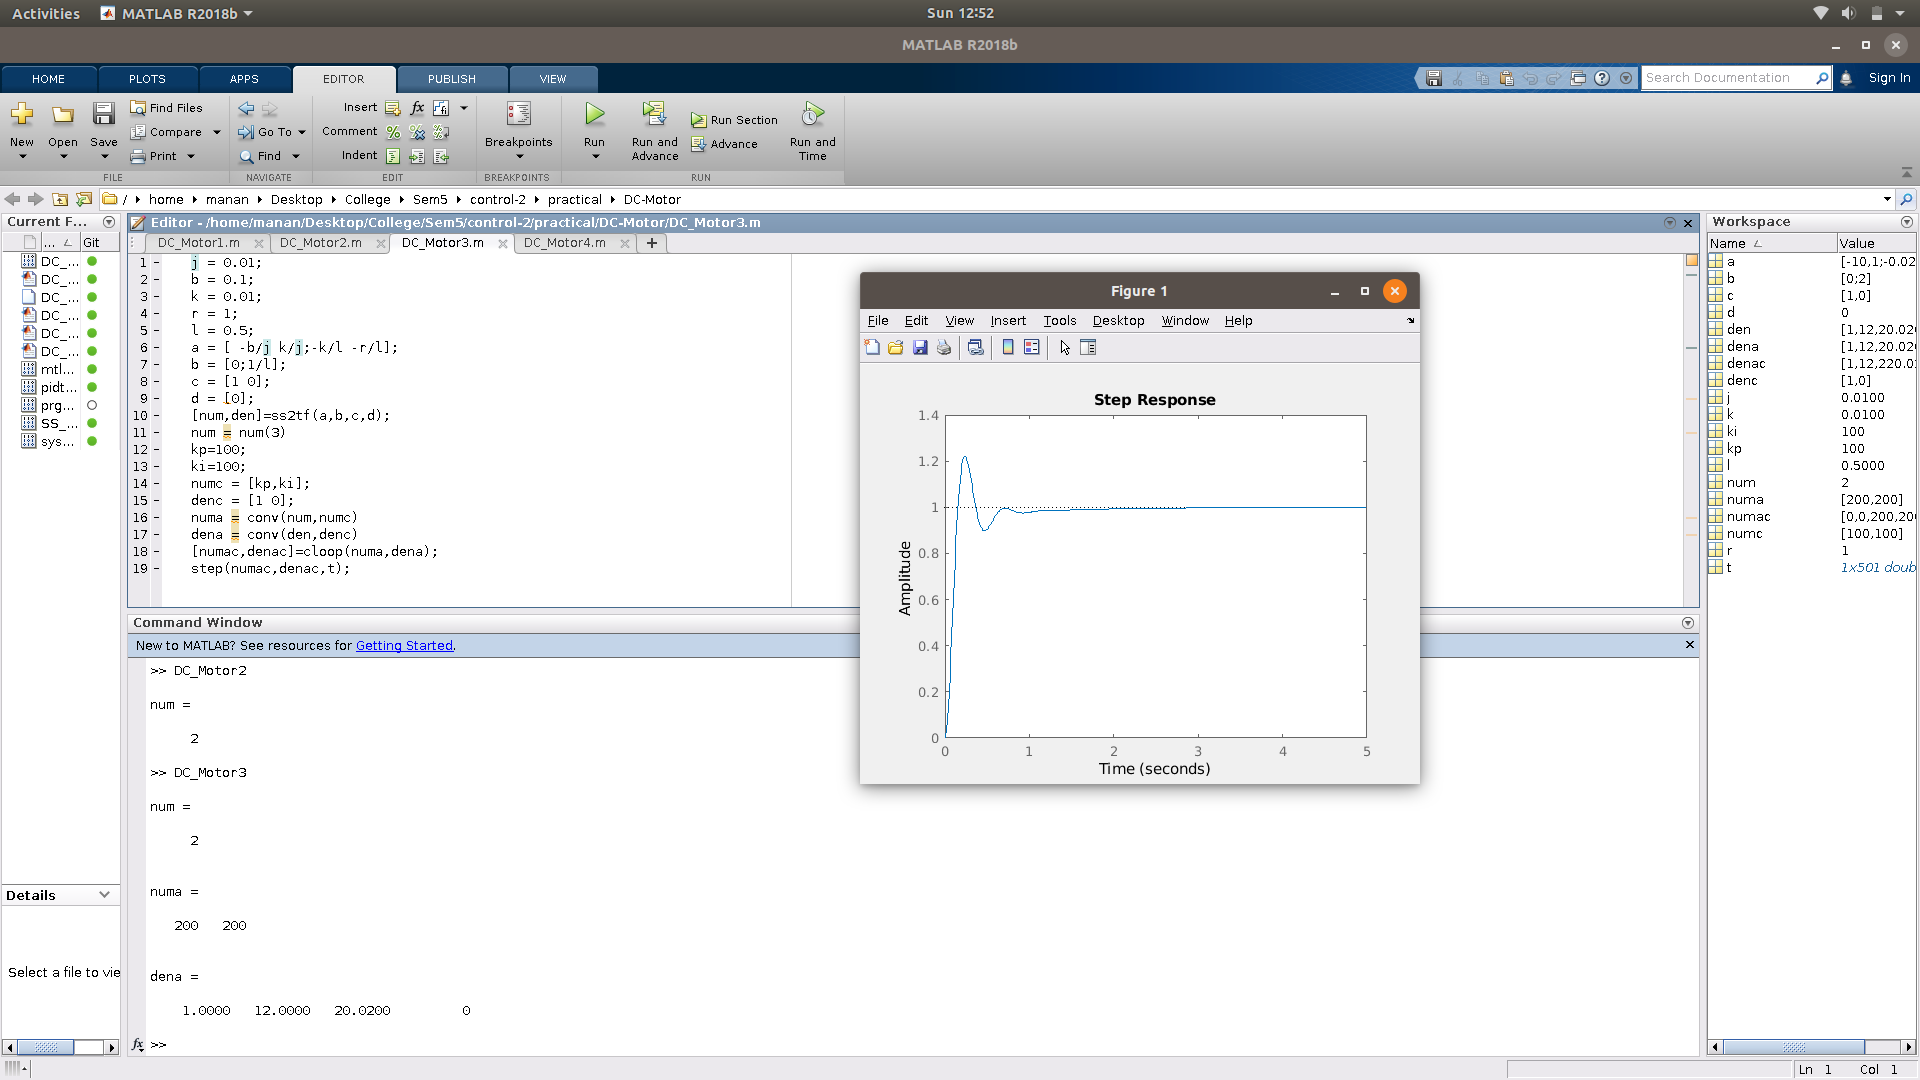 Activities MATLAB R2018b Sun 12:52
MATLAB R2018b
HOME PLOTS APPS EDITOR PUBLISH VIEW Search Documentation Sign In
New Open Save Find Files Compare Print
FILE
Go To Find
NAVIGATE
Insert fx
Comment
Indent
EDIT
Breakpoints
BREAKPOINTS
Run Run and Advance Run Section Advance Run and Time
RUN
/ home manan Desktop College Sem5 control-2 practical DC-Motor
Current F...
... Git
DC_...
DC_...
DC_...
DC_...
DC_...
DC_...
mtl...
pidt...
prg...
SS_...
sys...
Details
Select a file to vie
Editor - /home/manan/Desktop/College/Sem5/control-2/practical/DC-Motor/DC_Motor3.m
DC_Motor1.m DC_Motor2.m DC_Motor3.m DC_Motor4.m +
1 - j = 0.01;
2 - b = 0.1;
3 - k = 0.01;
4 - r = 1;
5 - l = 0.5;
6 - a = [ -b/j k/j;-k/l -r/l];
7 - b = [0;1/l];
8 - c = [1 0];
9 - d = [0];
10 - [num,den]=ss2tf(a,b,c,d);
11 - num = num(3)
12 - kp=100;
13 - ki=100;
14 - numc = [kp,ki];
15 - denc = [1 0];
16 - numa = conv(num,numc)
17 - dena = conv(den,denc)
18 - [numac,denac]=cloop(numa,dena);
19 - step(numac,denac,t);
Command Window
New to MATLAB? See resources for Getting Started.
>> DC_Motor2
num =
2
>> DC_Motor3
num =
2
numa =
200 200
dena =
1.0000 12.0000 20.0200 0
fx >>
Figure 1
File Edit View Insert Tools Desktop Window Help
Step Response
1.4
1.2
1
0.8
0.6
0.4
0.2
0
Amplitude
0 1 2 3 4 5
Time (seconds)
Workspace
Name Value
a [-10,1;-0.02
b [0;2]
c [1,0]
d 0
den [1,12,20.020
dena [1,12,20.020
denac [1,12,220.0
denc [1,0]
j 0.0100
k 0.0100
ki 100
kp 100
l 0.5000
num 2
numa [200,200]
numac [0,0,200,200
numc [100,100]
r 1
t 1x501 doub
Ln 1 Col 1